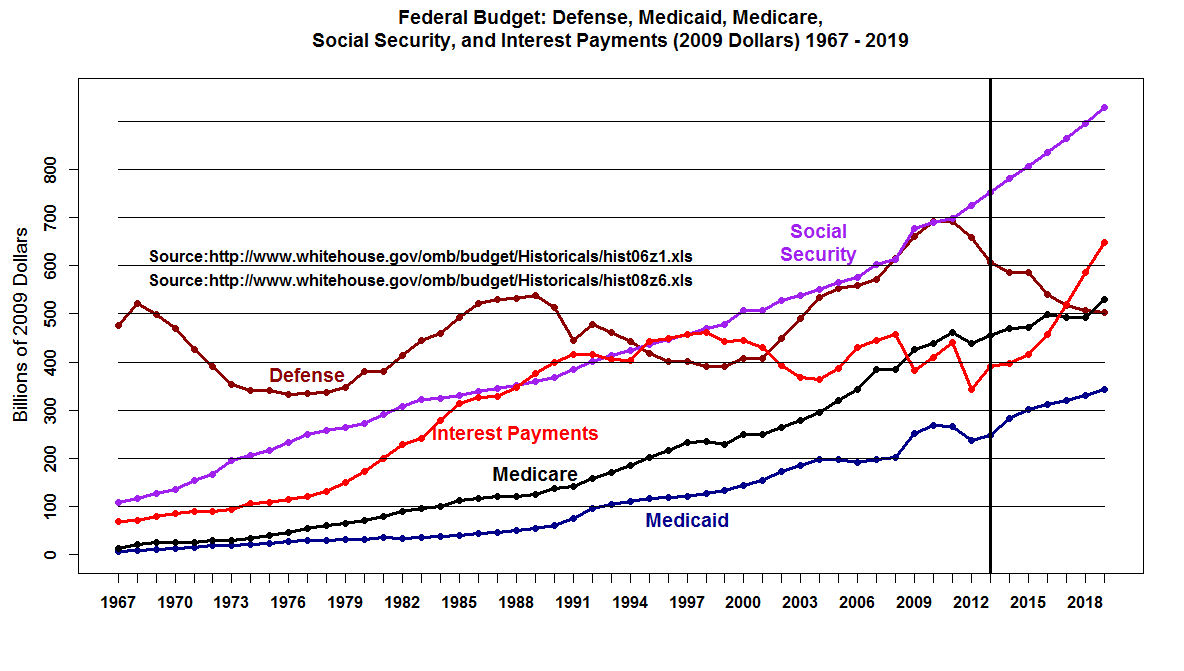 Federal Budget: Defense, Medicaid, Medicare,
Social Security, and Interest Payments (2009 Dollars) 1967 - 2019
Billions of 2009 Dollars
800
700
600
500
400
300
200
100
0
Source:http://www.whitehouse.gov/omb/budget/Historicals/hist06z1.xls
Source:http://www.whitehouse.gov/omb/budget/Historicals/hist08z6.xls
Social
Security
Defense
Interest Payments
Medicare
Medicaid
1967 1970 1973 1976 1979 1982 1985 1988 1991 1994 1997 2000 2003 2006 2009 2012 2015 2018